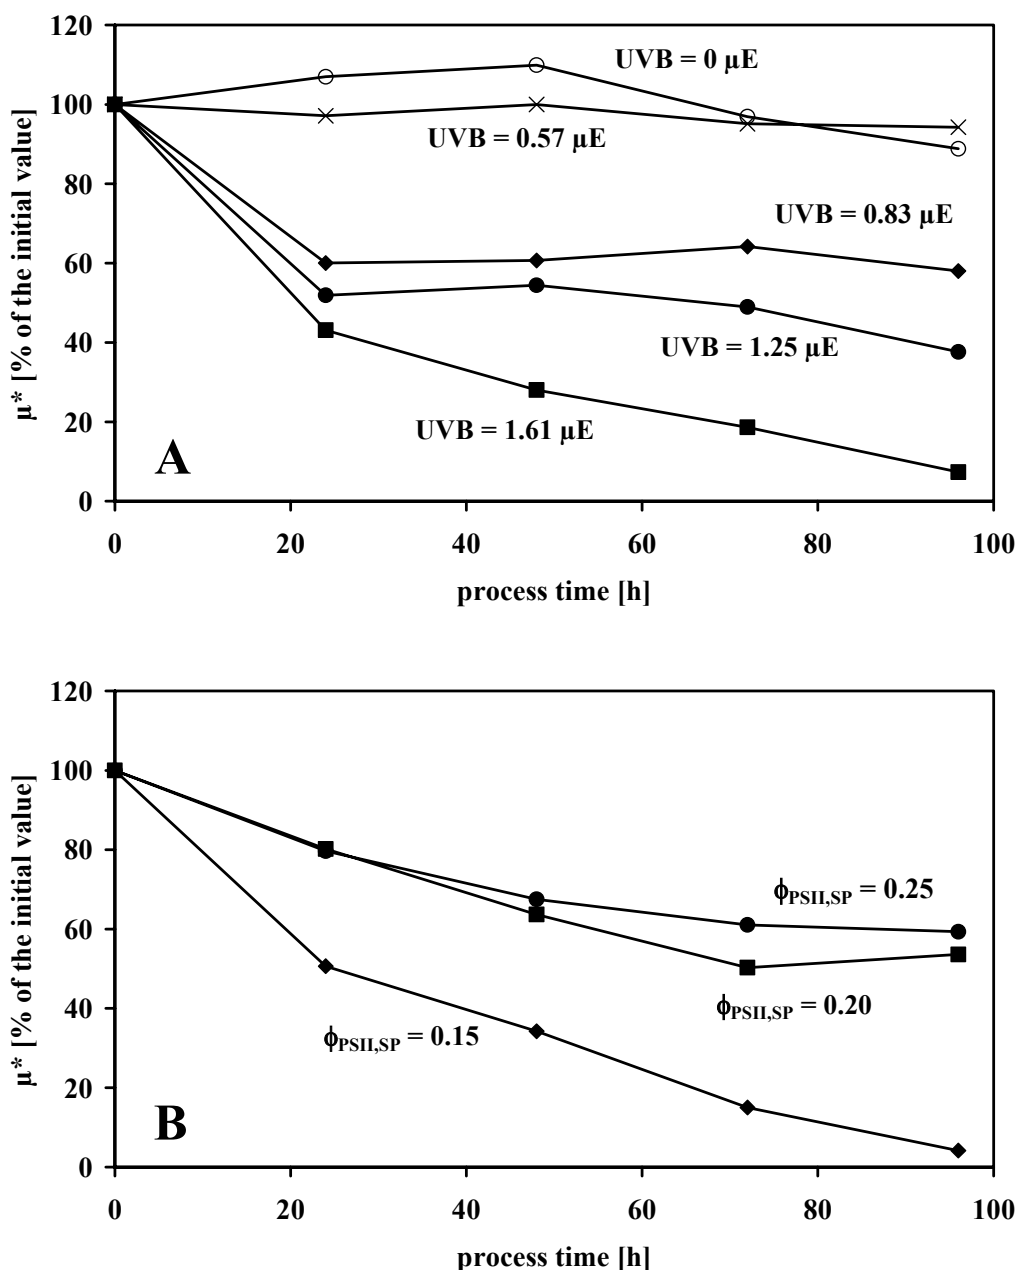 120
100
80
60
40
20
0
µ* [% of the initial value]
UVB = 0 µE
UVB = 0.57 µE
UVB = 0.83 µE
UVB = 1.25 µE
UVB = 1.61 µE
A
0 20 40 60 80 100
process time [h]
120
100
80
60
40
20
0
µ* [% of the initial value]
ϕPSII,SP = 0.25
ϕPSII,SP = 0.20
ϕPSII,SP = 0.15
B
0 20 40 60 80 100
process time [h]